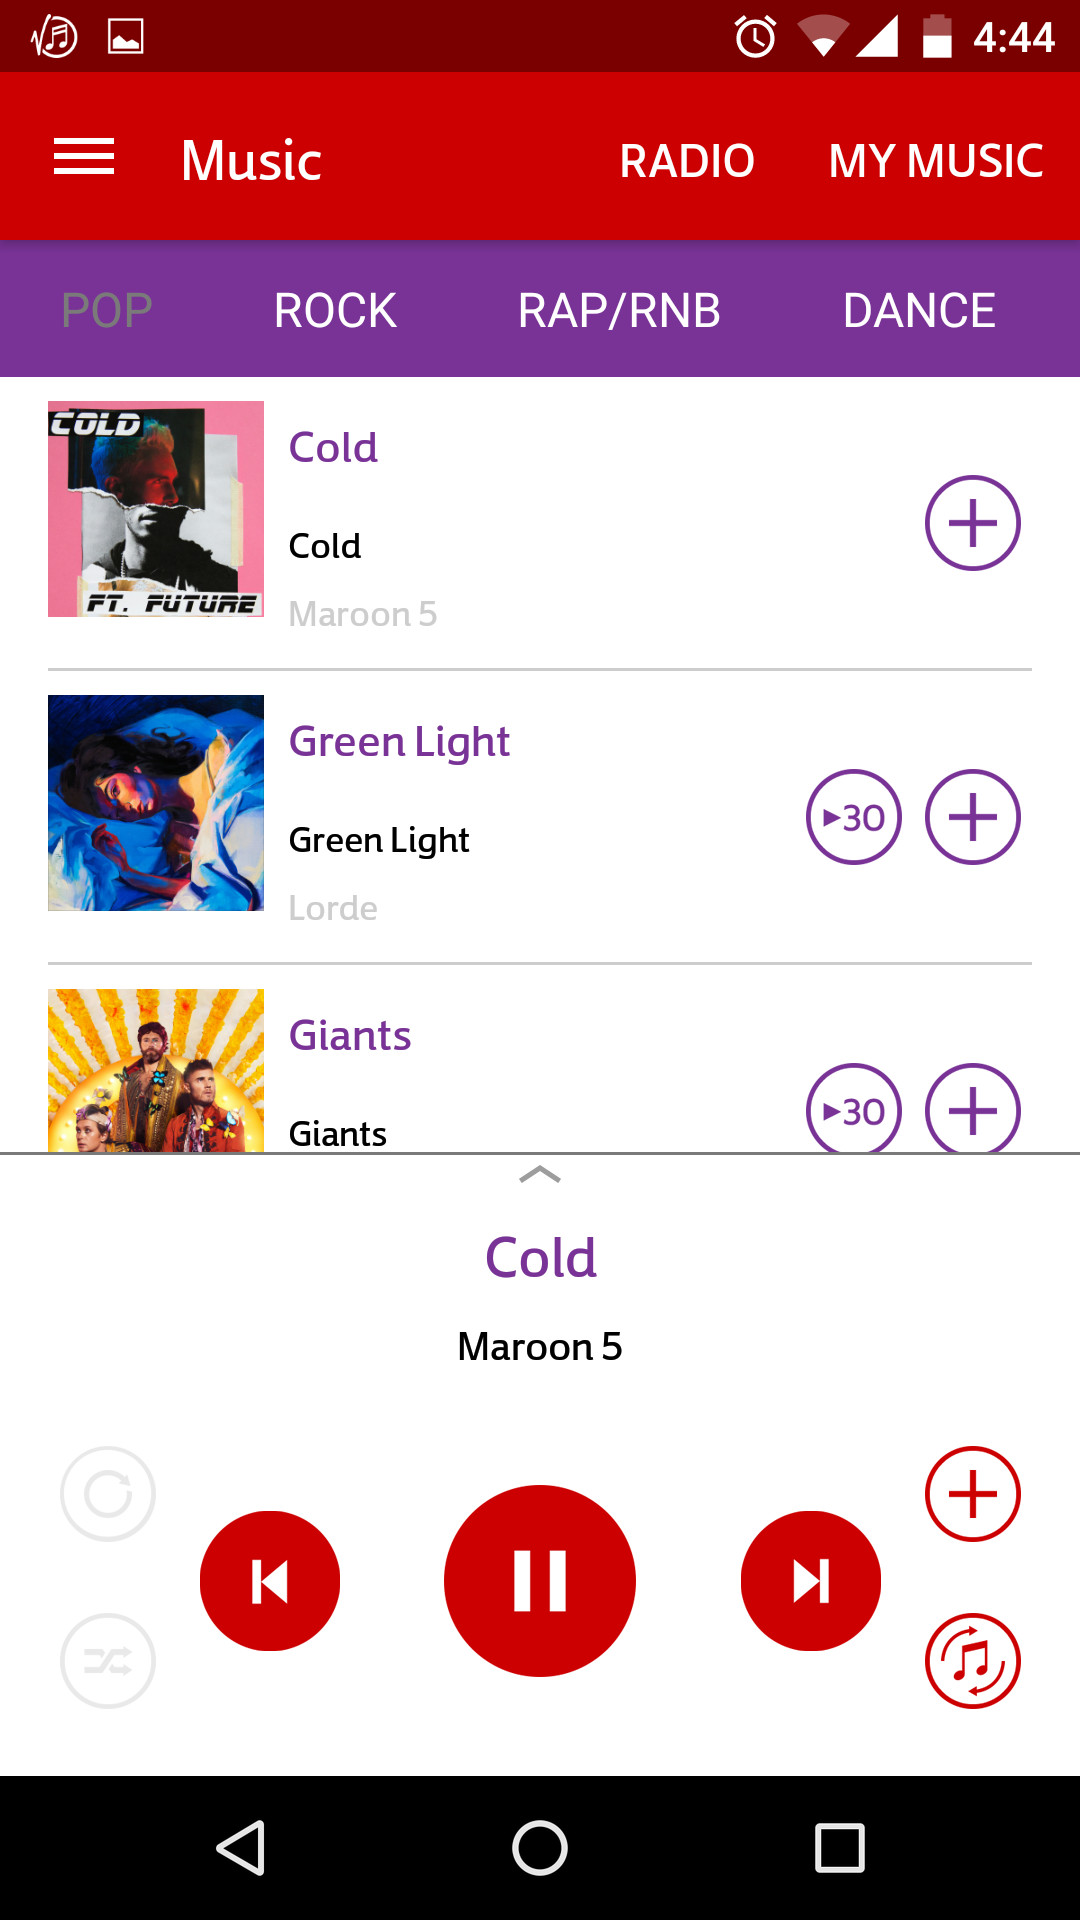 4:44
Music RADIO MY MUSIC
POP ROCK RAP/RNB DANCE
COLD
FT. FUTURE
Cold
Cold
Maroon 5
Green Light
Green Light
Lorde
30
Giants
Giants
30
Cold
Maroon 5